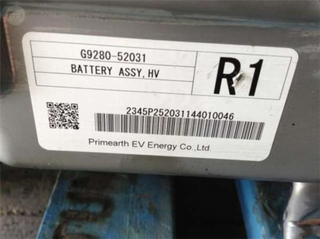 G9280-52031
BATTERY ASSY,HV
R1
2345P252031144010046
Primearth EV Energy Co.,Ltd.